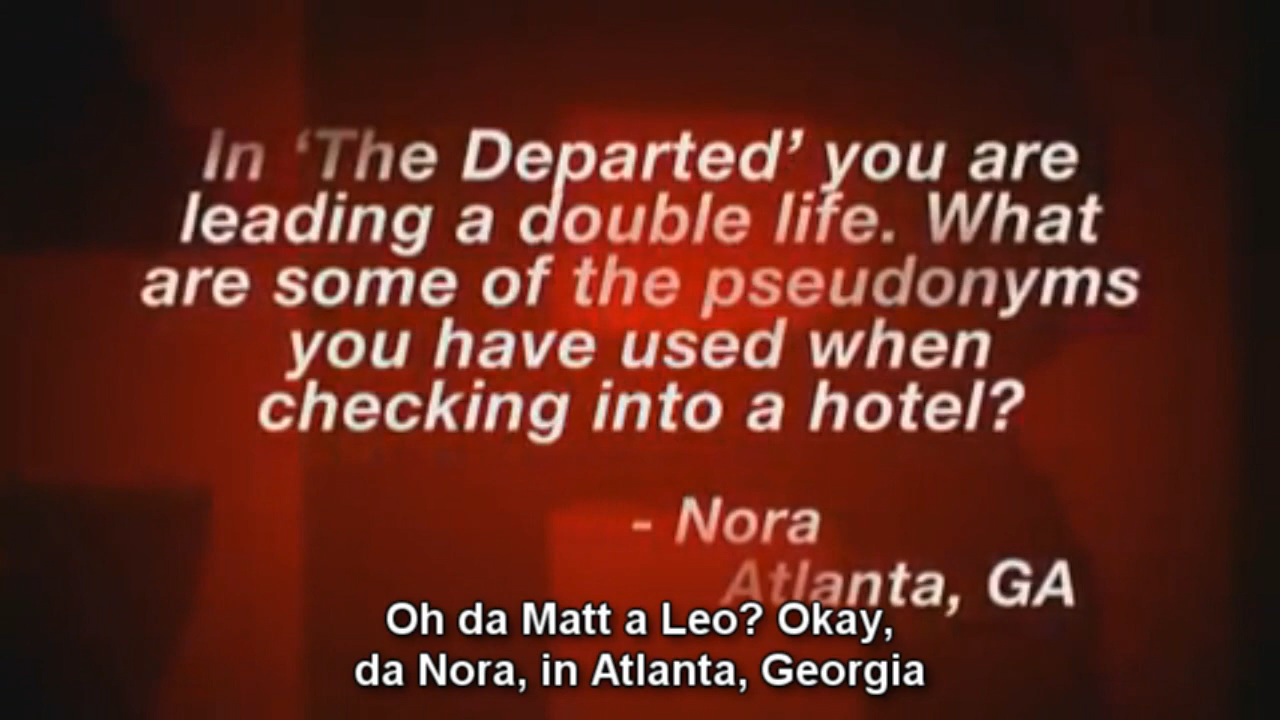 In ‘The Departed’ you are
leading a double life. What
are some of the pseudonyms
you have used when
checking into a hotel?
- Nora
Atlanta, GA
Oh da Matt a Leo? Okay,
da Nora, in Atlanta, Georgia